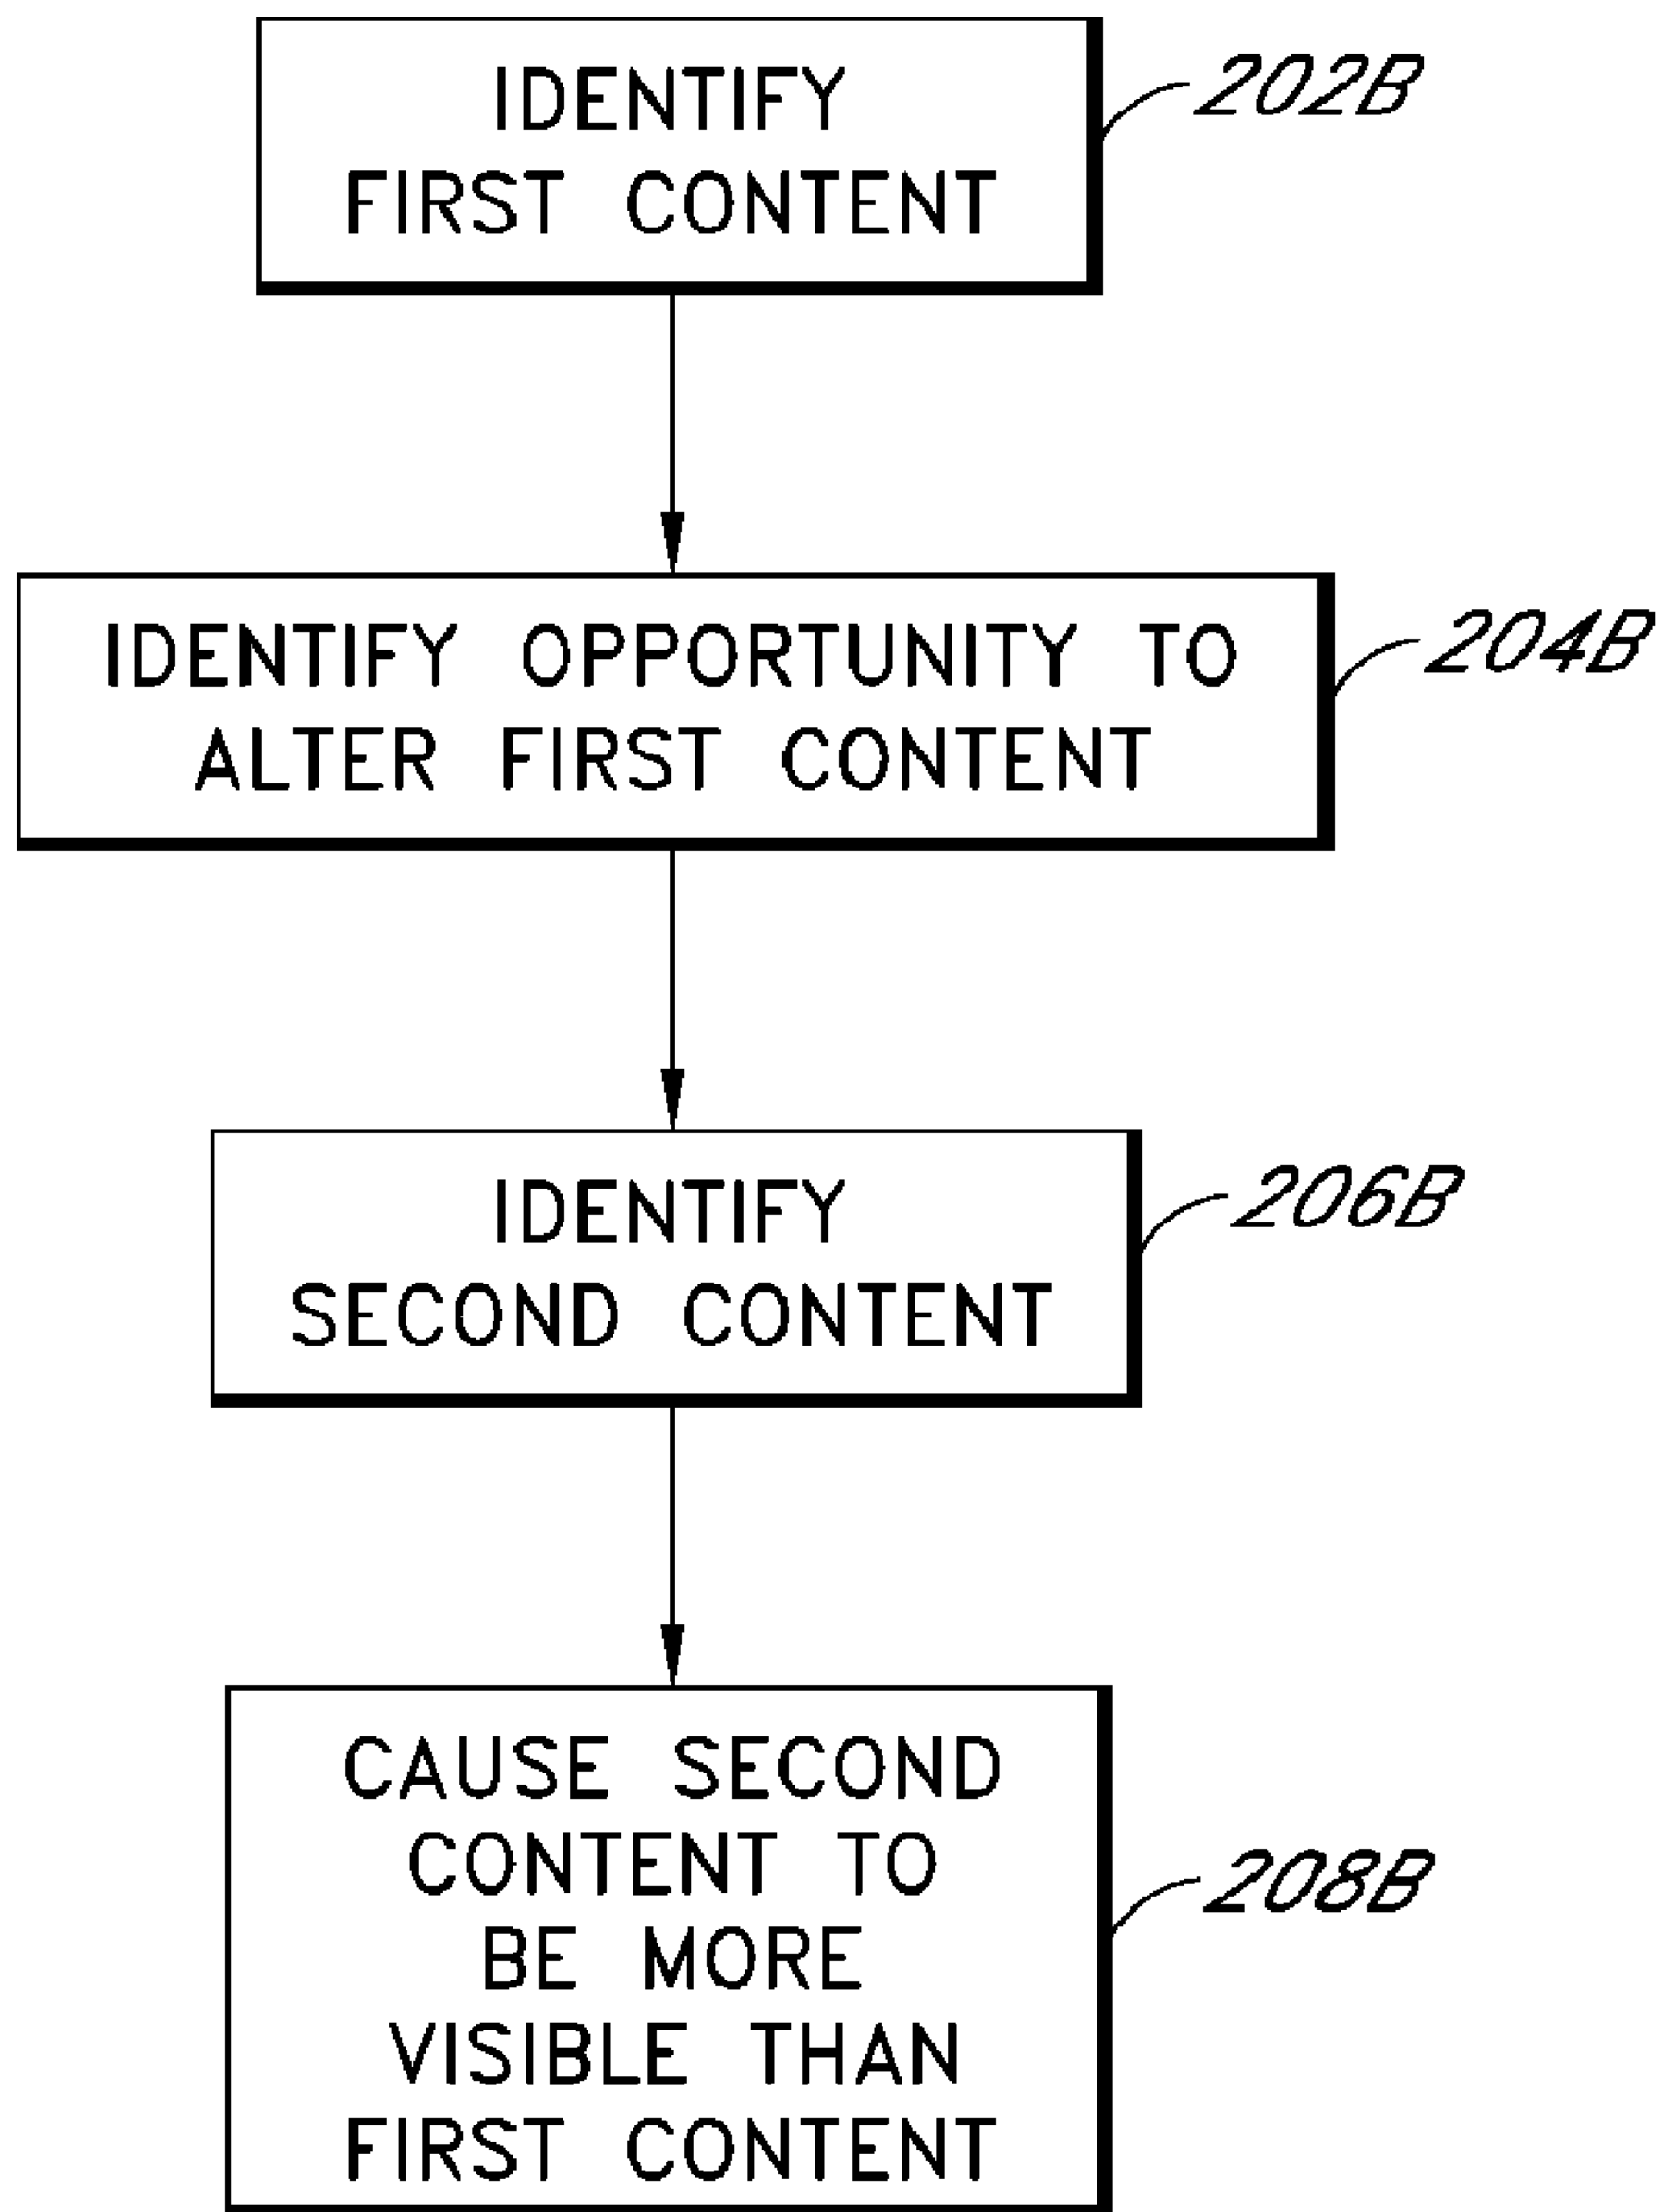 IDENTIFY
FIRST CONTENT
202B
IDENTIFY OPPORTUNITY TO
ALTER FIRST CONTENT
204B
IDENTIFY
SECOND CONTENT
206B
CAUSE SECOND
CONTENT TO
BE MORE
VISIBLE THAN
FIRST CONTENT
208B